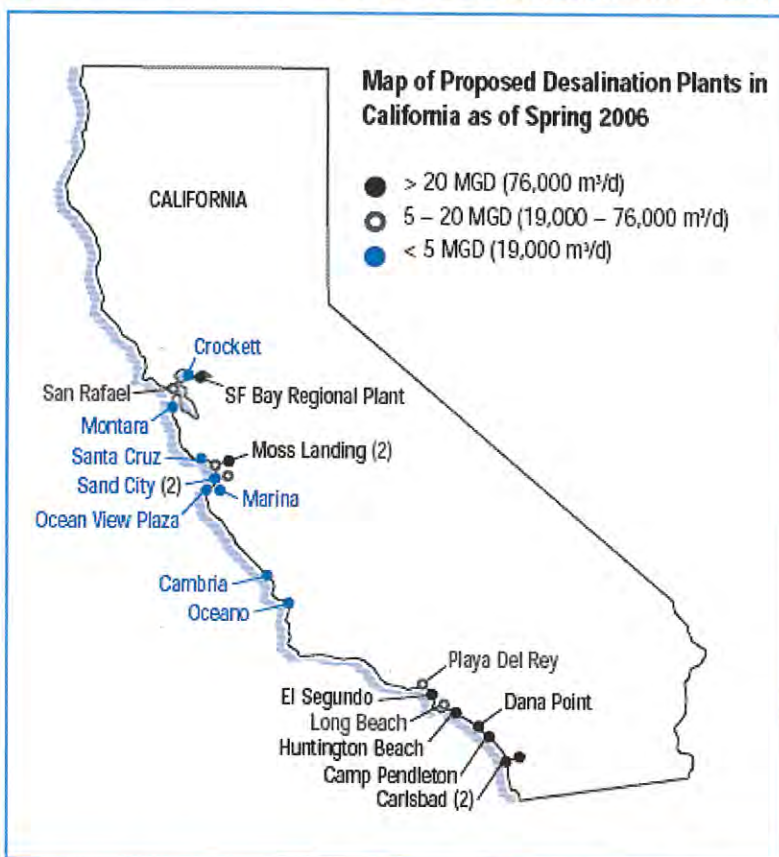 Map of Proposed Desalination Plants in
California as of Spring 2006
> 20 MGD (76,000 m³/d)
5 – 20 MGD (19,000 – 76,000 m³/d)
< 5 MGD (19,000 m³/d)
CALIFORNIA
Crockett
San Rafael
SF Bay Regional Plant
Montara
Santa Cruz
Moss Landing (2)
Sand City (2)
Marina
Ocean View Plaza
Cambria
Oceano
Playa Del Rey
El Segundo
Dana Point
Long Beach
Huntington Beach
Camp Pendleton
Carlsbad (2)